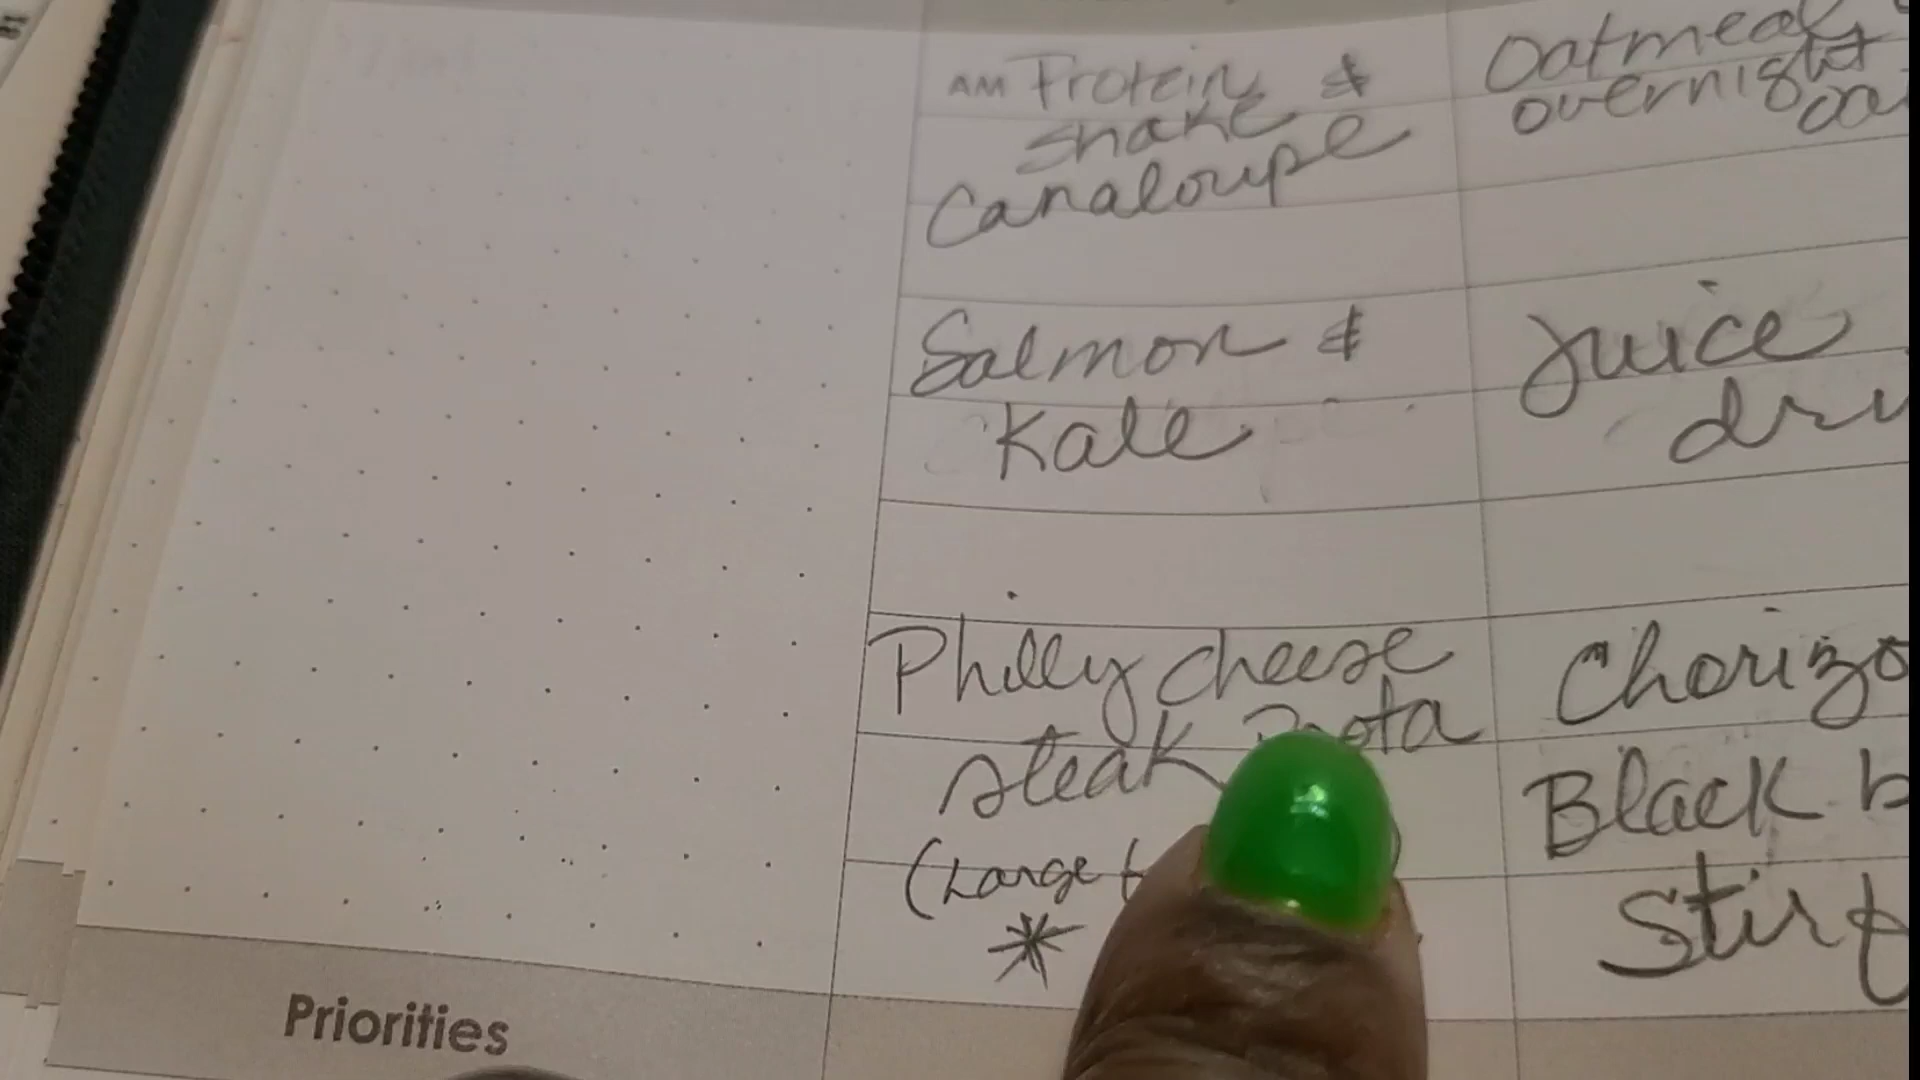 AM Protein &
shake
Canaloupe
Salmon &
Kale
Philly cheese
steak
(Large
*
Oatmeal
overnight
Juice
Chorizo
Black
Stir
Priorities